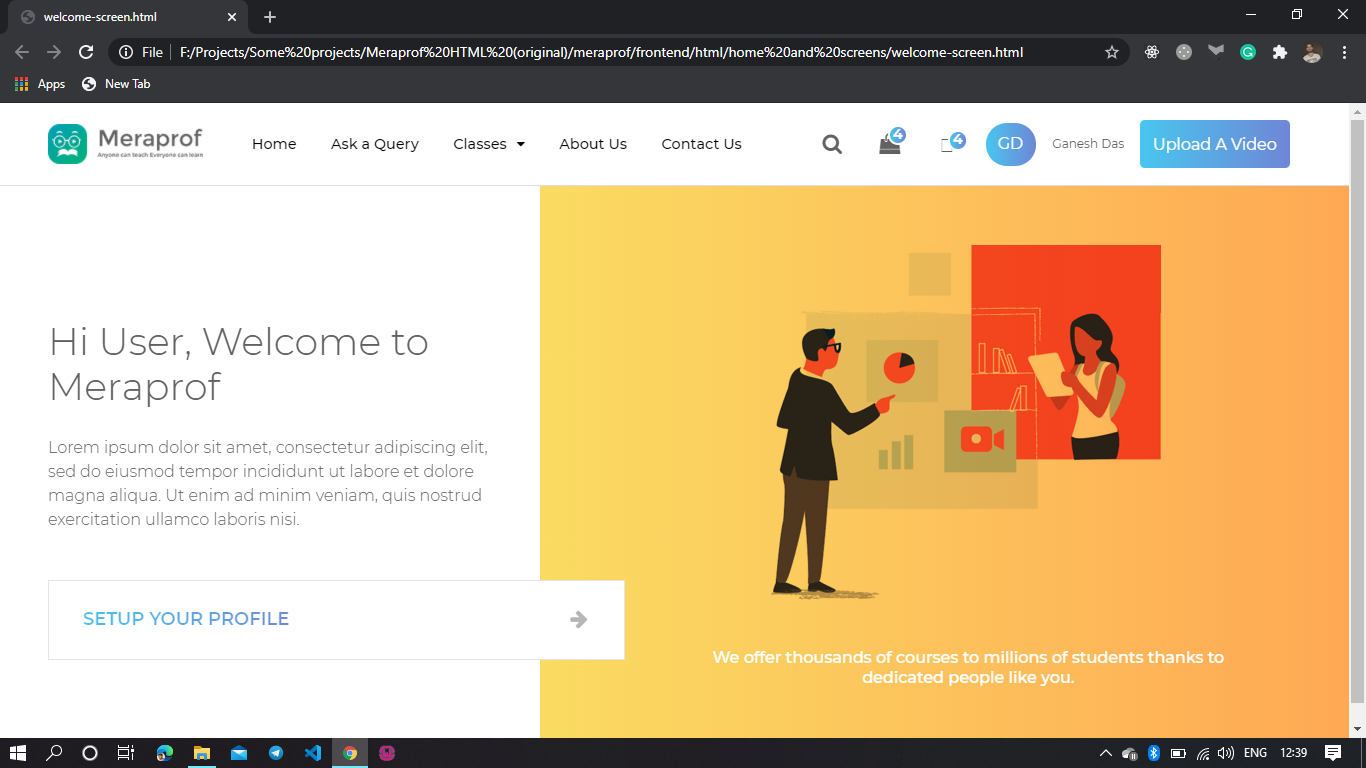 welcome-screen.html
File F:/Projects/Some%20projects/Meraprof%20HTML%20(original)/meraprof/frontend/html/home%20and%20screens/welcome-screen.html
Apps New Tab
Meraprof
Anyone can teach Everyone can learn
Home Ask a Query Classes About Us Contact Us 4 4 GD Ganesh Das Upload A Video
Hi User, Welcome to
Meraprof
Lorem ipsum dolor sit amet, consectetur adipiscing elit,
sed do eiusmod tempor incididunt ut labore et dolore
magna aliqua. Ut enim ad minim veniam, quis nostrud
exercitation ullamco laboris nisi.
SETUP YOUR PROFILE
We offer thousands of courses to millions of students thanks to
dedicated people like you.
ENG 12:39